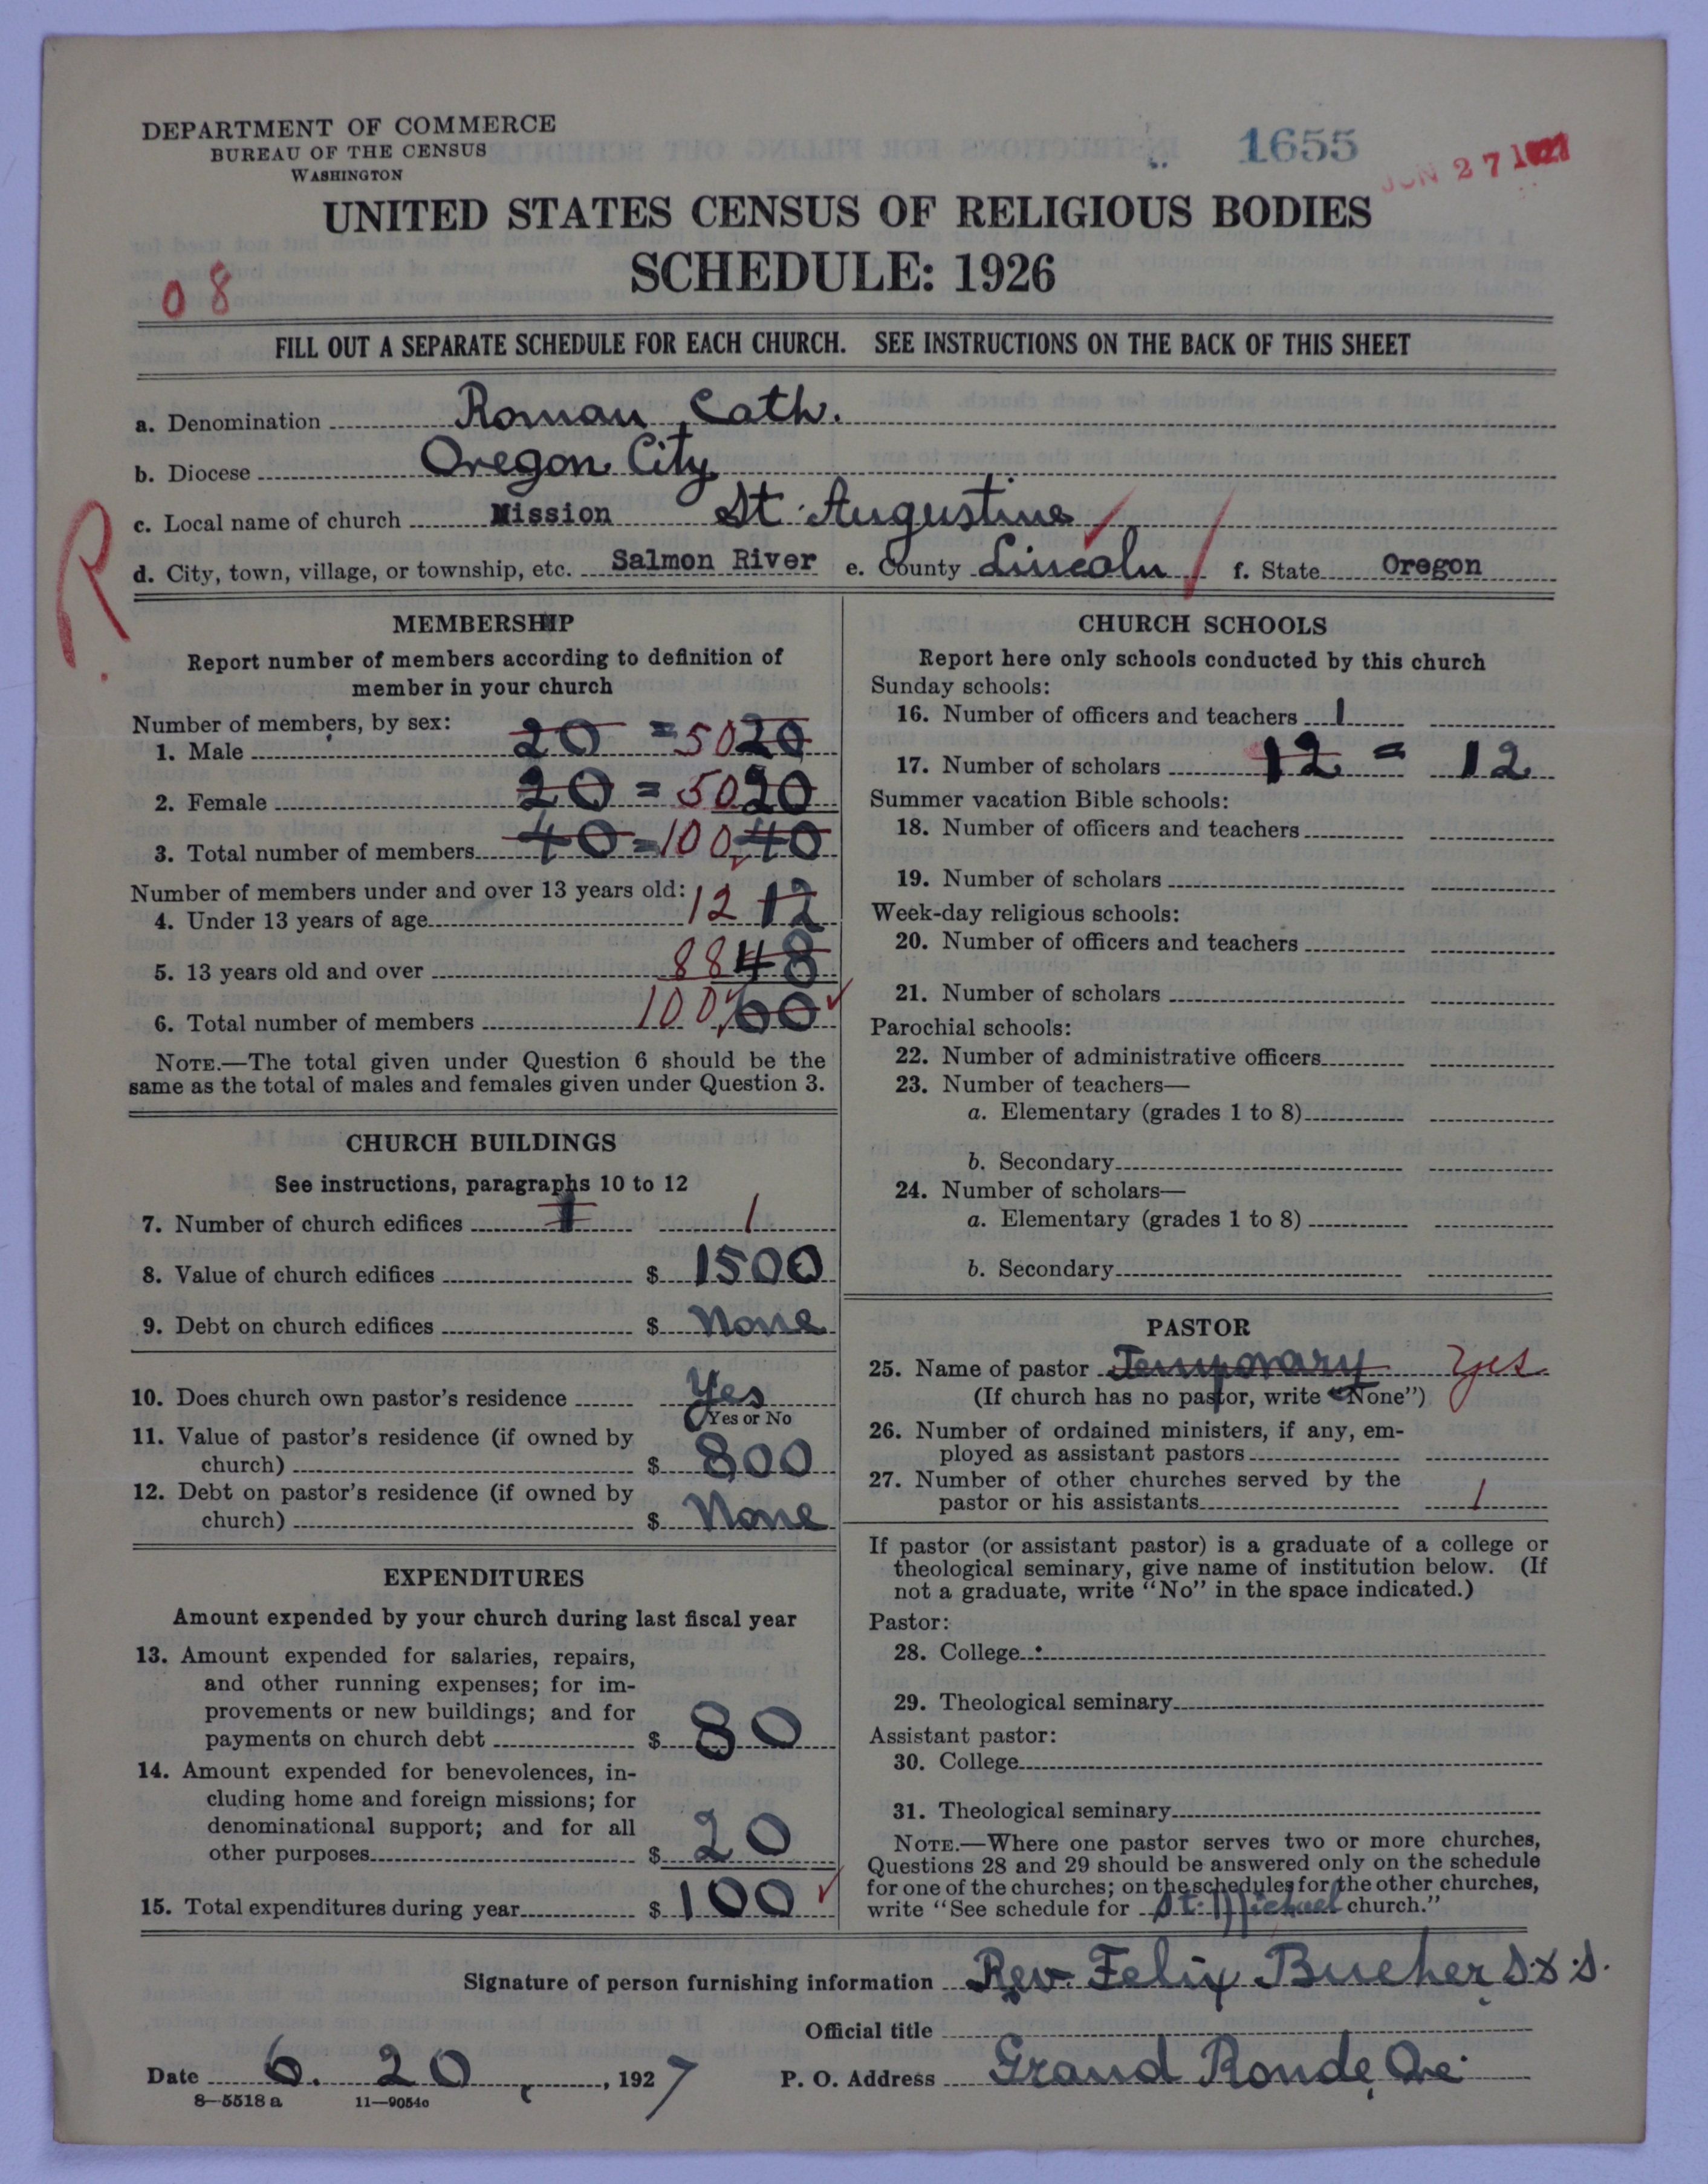 DEPARTMENT OF COMMERCE
BUREAU OF THE CENSUS
WASHINGTON
1655
JUN 27 1927
UNITED STATES CENSUS OF RELIGIOUS BODIES
SCHEDULE: 1926
08
FILL OUT A SEPARATE SCHEDULE FOR EACH CHURCH. SEE INSTRUCTIONS ON THE BACK OF THIS SHEET
a. Denomination Roman Cath.
b. Diocese Oregon City
R
c. Local name of church Mission St Augustine
d. City, town, village, or township, etc. Salmon River e. County Lincoln f. State Oregon
MEMBERSHIP
Report number of members according to definition of
member in your church
Number of members, by sex:
1. Male 20 = 50 20
2. Female 20 = 50 20
3. Total number of members 40 = 100 40
Number of members under and over 13 years old:
4. Under 13 years of age 12 12
5. 13 years old and over 88 48
6. Total number of members 100 60
NOTE.—The total given under Question 6 should be the
same as the total of males and females given under Question 3.
CHURCH BUILDINGS
See instructions, paragraphs 10 to 12
7. Number of church edifices 1 1
8. Value of church edifices $ 1500
9. Debt on church edifices $ None
10. Does church own pastor's residence Yes
Yes or No
11. Value of pastor's residence (if owned by
church) $ 800
12. Debt on pastor's residence (if owned by
church) $ None
EXPENDITURES
Amount expended by your church during last fiscal year
13. Amount expended for salaries, repairs,
and other running expenses; for im-
provements or new buildings; and for
payments on church debt $ 80
14. Amount expended for benevolences, in-
cluding home and foreign missions; for
denominational support; and for all
other purposes $ 20
15. Total expenditures during year $ 100
CHURCH SCHOOLS
Report here only schools conducted by this church
Sunday schools:
16. Number of officers and teachers 1
17. Number of scholars 12 = 12
Summer vacation Bible schools:
18. Number of officers and teachers
19. Number of scholars
Week-day religious schools:
20. Number of officers and teachers
21. Number of scholars
Parochial schools:
22. Number of administrative officers
23. Number of teachers—
a. Elementary (grades 1 to 8)
b. Secondary
24. Number of scholars—
a. Elementary (grades 1 to 8)
b. Secondary
PASTOR
25. Name of pastor Temporary yes
(If church has no pastor, write "None")
26. Number of ordained ministers, if any, em-
ployed as assistant pastors
27. Number of other churches served by the
pastor or his assistants 1
If pastor (or assistant pastor) is a graduate of a college or
theological seminary, give name of institution below. (If
not a graduate, write "No" in the space indicated.)
Pastor:
28. College
29. Theological seminary
Assistant pastor:
30. College
31. Theological seminary
NOTE.—Where one pastor serves two or more churches,
Questions 28 and 29 should be answered only on the schedule
for one of the churches; on the schedules for the other churches,
write "See schedule for St. Michael church."
Signature of person furnishing information Rev. Felix Bucher S.D.S.
Official title
Date 6. 20, 1927 P. O. Address Grand Ronde, Ore.
8—5518 a 11—9054c